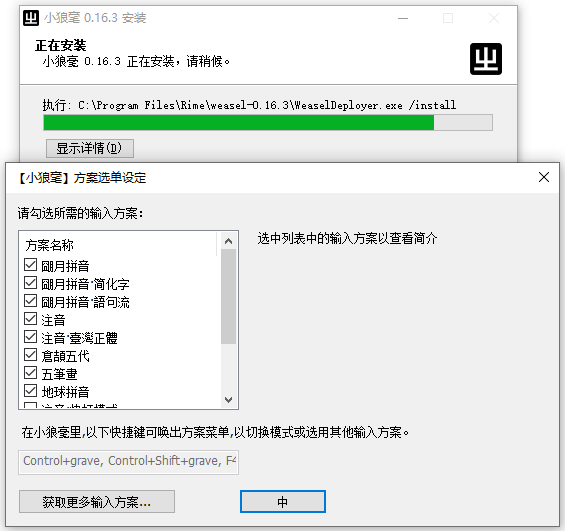 小狼毫 0.16.3 安装
正在安装
小狼毫 0.16.3 正在安装，请稍候。
执行: C:\Program Files\Rime\weasel-0.16.3\WeaselDeployer.exe /install
显示详情(D)
【小狼毫】方案选单设定
请勾选所需的输入方案:
选中列表中的输入方案以查看简介
方案名称
朙月拼音
朙月拼音·简化字
朙月拼音·語句流
注音
注音·臺灣正體
倉頡五代
五筆畫
地球拼音
在小狼毫里,以下快捷键可唤出方案菜单,以切换模式或选用其他输入方案。
Control+grave, Control+Shift+grave, F4
获取更多输入方案...
中